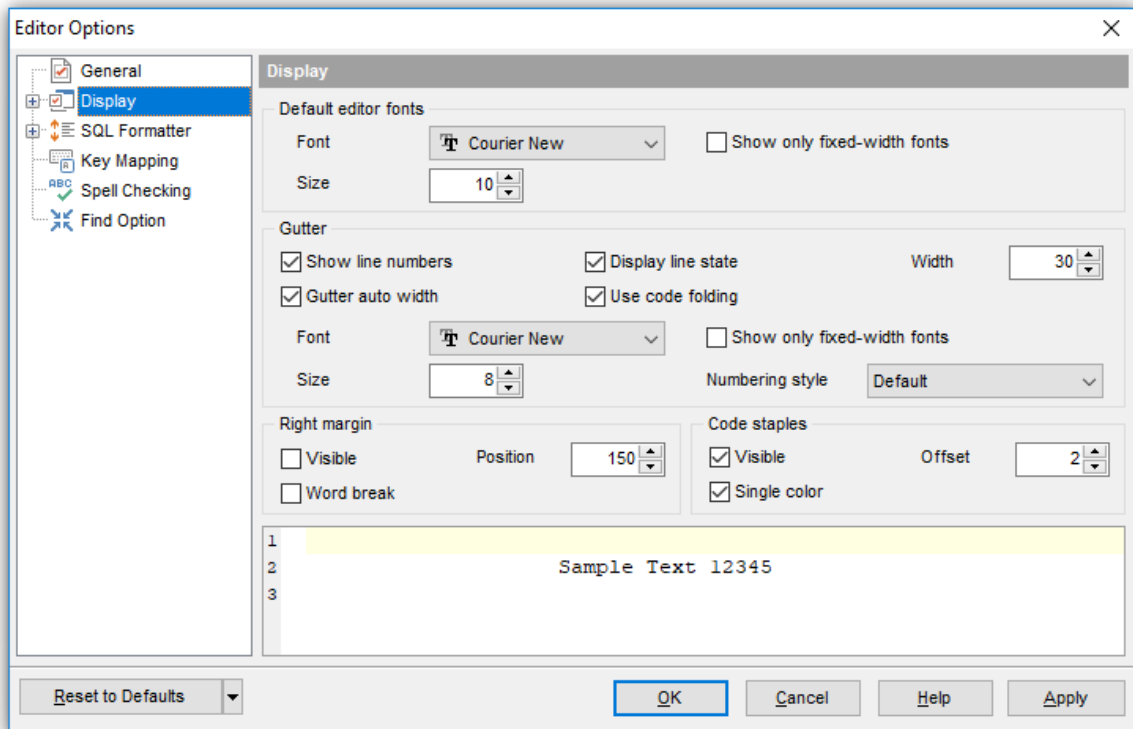 Editor Options
General
Display
SQL Formatter
Key Mapping
ABC
Spell Checking
Find Option
Display
Default editor fonts
Font Courier New Show only fixed-width fonts
Size 10
Gutter
Show line numbers Display line state Width 30
Gutter auto width Use code folding
Font Courier New Show only fixed-width fonts
Size 8 Numbering style Default
Right margin
Visible Position 150
Word break
Code staples
Visible Offset 2
Single color
1
2 Sample Text 12345
3
Reset to Defaults OK Cancel Help Apply